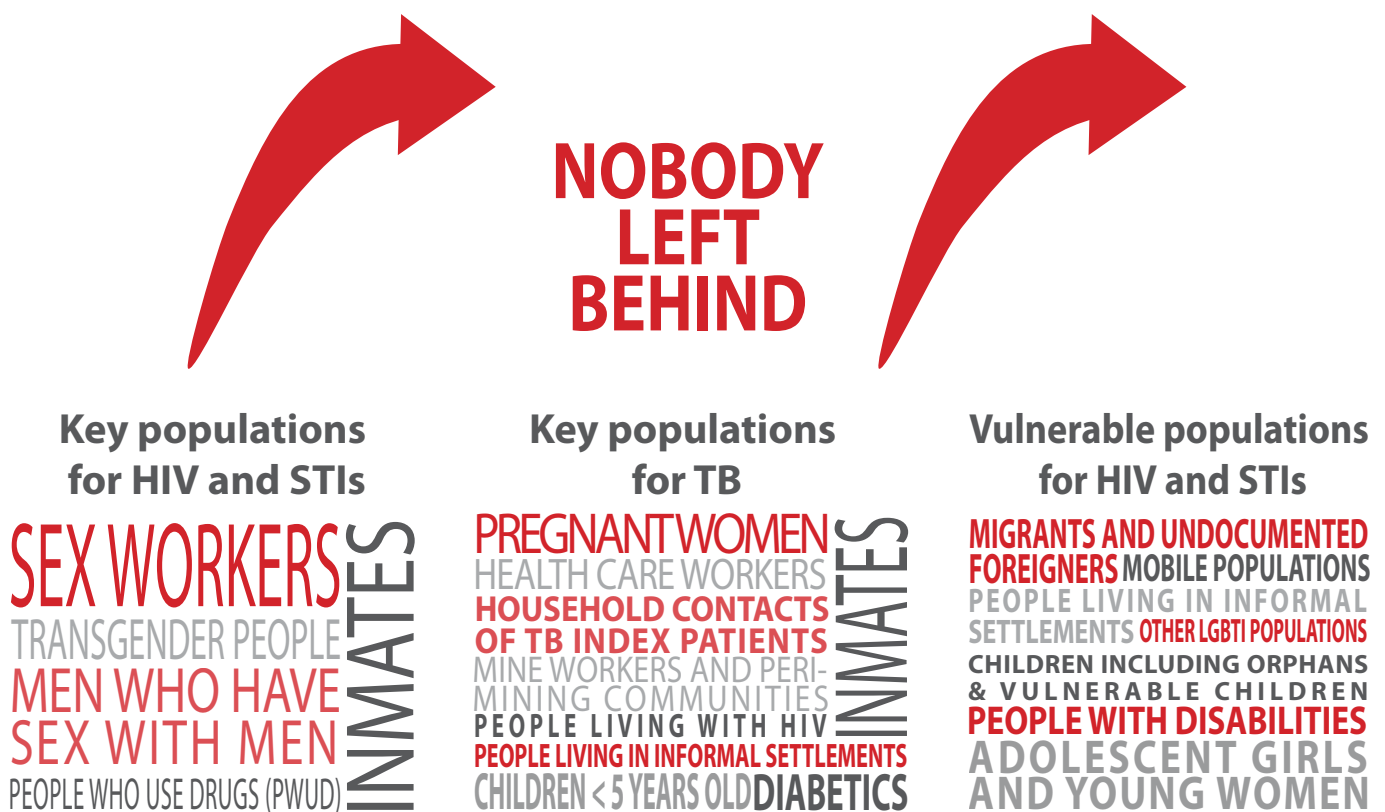 NOBODY
LEFT
BEHIND
Key populations
for HIV and STIs
SEX WORKERS
TRANSGENDER PEOPLE
MEN WHO HAVE
SEX WITH MEN
PEOPLE WHO USE DRUGS (PWUD)
INMATES
Key populations
for TB
PREGNANT WOMEN
HEALTH CARE WORKERS
HOUSEHOLD CONTACTS
OF TB INDEX PATIENTS
MINE WORKERS AND PERI-
MINING COMMUNITIES
PEOPLE LIVING WITH HIV
INMATES
PEOPLE LIVING IN INFORMAL SETTLEMENTS
CHILDREN < 5 YEARS OLD DIABETICS
Vulnerable populations
for HIV and STIs
MIGRANTS AND UNDOCUMENTED
FOREIGNERS MOBILE POPULATIONS
PEOPLE LIVING IN INFORMAL
SETTLEMENTS OTHER LGBTI POPULATIONS
CHILDREN INCLUDING ORPHANS
& VULNERABLE CHILDREN
PEOPLE WITH DISABILITIES
ADOLESCENT GIRLS
AND YOUNG WOMEN